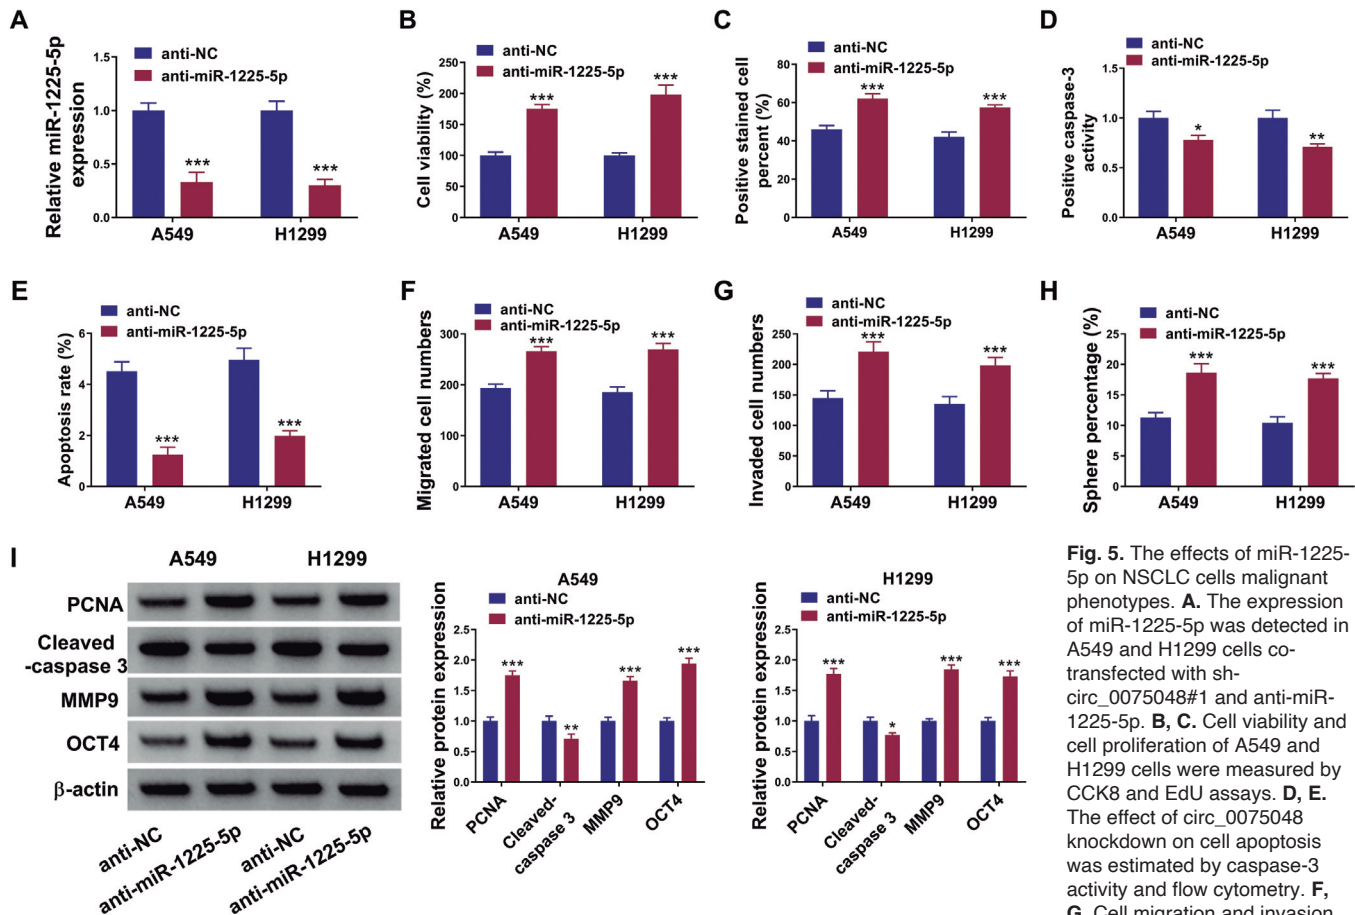 A
Relative miR-1225-5p
expression
anti-NC
anti-miR-1225-5p
1.5
1.0
0.5
0.0
***
***
A549
H1299
B
Cell viability (%)
anti-NC
anti-miR-1225-5p
250
200
150
100
50
0
***
***
A549
H1299
C
Positive stained cell
percent (%)
anti-NC
anti-miR-1225-5p
80
60
40
20
0
***
***
A549
H1299
D
Positive caspase-3
activity
anti-NC
anti-miR-1225-5p
1.5
1.0
0.5
0.0
*
**
A549
H1299
E
Apoptosis rate (%)
anti-NC
anti-miR-1225-5p
6
4
2
0
***
***
A549
H1299
F
Migrated cell numbers
anti-NC
anti-miR-1225-5p
300
200
100
0
***
***
A549
H1299
G
Invaded cell numbers
anti-NC
anti-miR-1225-5p
250
200
150
100
50
0
***
***
A549
H1299
H
Sphere percentage (%)
anti-NC
anti-miR-1225-5p
25
20
15
10
5
0
***
***
A549
H1299
I
A549 H1299
PCNA
Cleaved
-caspase 3
MMP9
OCT4
β-actin
anti-NC
anti-miR-1225-5p
anti-NC
anti-miR-1225-5p
A549
anti-NC
anti-miR-1225-5p
Relative protein expression
2.5
2.0
1.5
1.0
0.5
0.0
***
**
***
***
PCNA
Cleaved-
caspase 3
MMP9
OCT4
H1299
anti-NC
anti-miR-1225-5p
Relative protein expression
2.5
2.0
1.5
1.0
0.5
0.0
***
*
***
***
PCNA
Cleaved-
caspase 3
MMP9
OCT4
Fig. 5. The effects of miR-1225-
5p on NSCLC cells malignant
phenotypes. A. The expression
of miR-1225-5p was detected in
A549 and H1299 cells co-
transfected with sh-
circ_0075048#1 and anti-miR-
1225-5p. B, C. Cell viability and
cell proliferation of A549 and
H1299 cells were measured by
CCK8 and EdU assays. D, E.
The effect of circ_0075048
knockdown on cell apoptosis
was estimated by caspase-3
activity and flow cytometry. F,
G. Cell migration and invasion